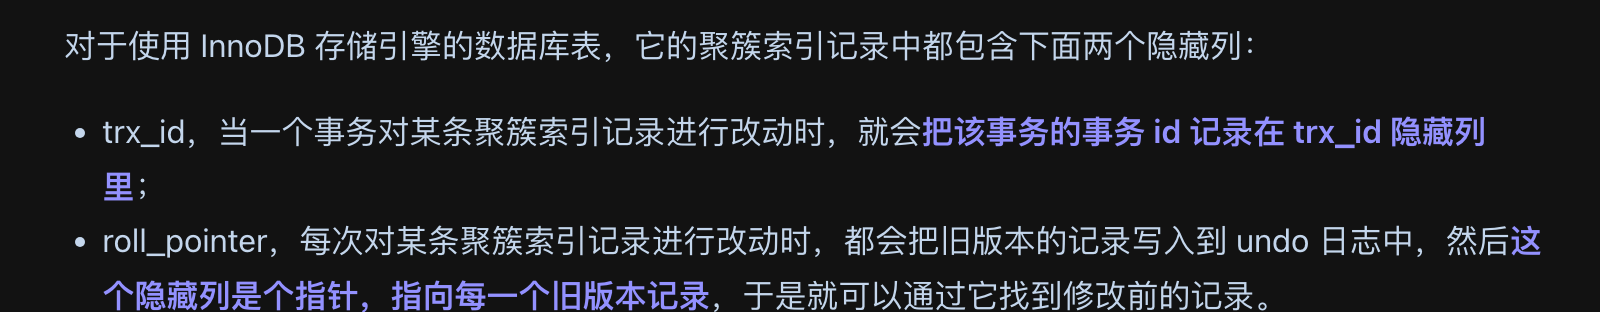 对于使用 InnoDB 存储引擎的数据库表，它的聚簇索引记录中都包含下面两个隐藏列：
• trx_id，当一个事务对某条聚簇索引记录进行改动时，就会把该事务的事务 id 记录在 trx_id 隐藏列
里；
• roll_pointer，每次对某条聚簇索引记录进行改动时，都会把旧版本的记录写入到 undo 日志中，然后这
个隐藏列是个指针，指向每一个旧版本记录，于是就可以通过它找到修改前的记录。